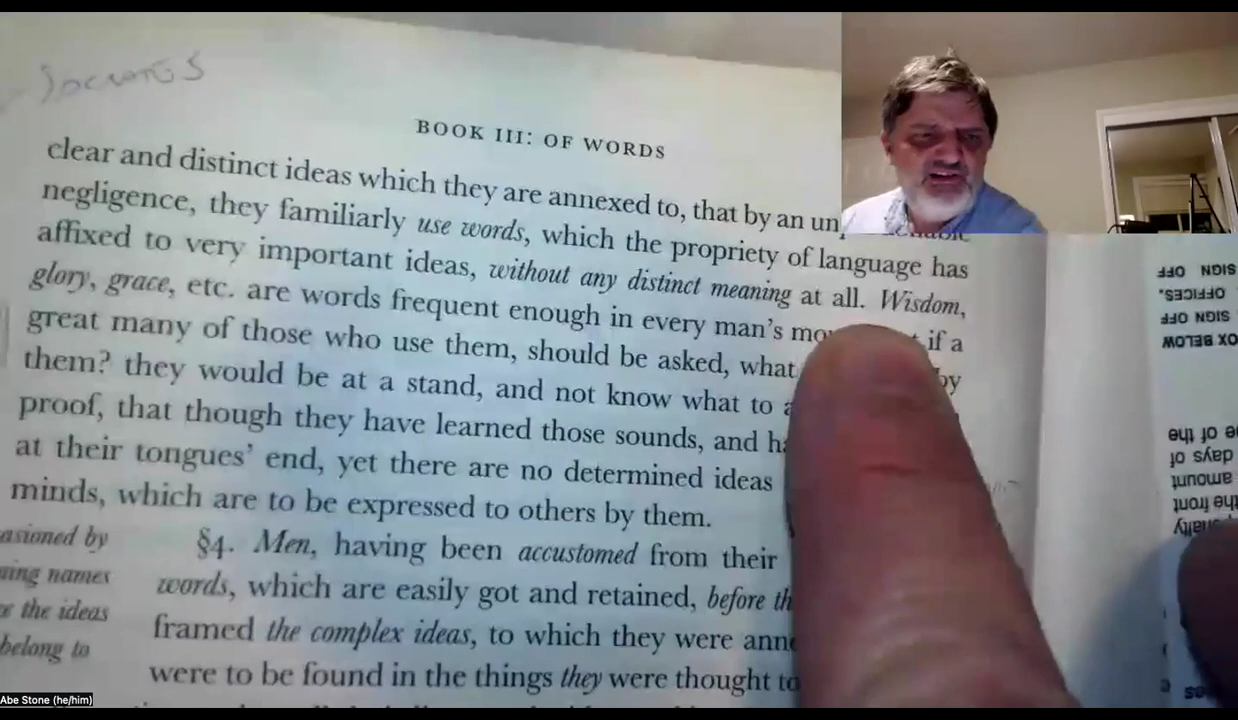 Socrates
BOOK III: OF WORDS
clear and distinct ideas which they are annexed to, that by an
negligence, they familiarly use words, which the propriety of language has
affixed to very important ideas, without any distinct meaning at all. Wisdom,
glory, grace, etc. are words frequent enough in every man's if a
great many of those who use them, should be asked, what by
them? they would be at a stand, and not know what to
proof, that though they have learned those sounds, and
at their tongues' end, yet there are no determined ideas
minds, which are to be expressed to others by them.
§4. Men, having been accustomed from their
words, which are easily got and retained, before
framed the complex ideas, to which they were
were to be found in the things they were thought to
by
names
the ideas
belong to
SIGN OFF
OFFICES.
SIGN OFF
BELOW
of the
days of
the front
Abe Stone (he/him)